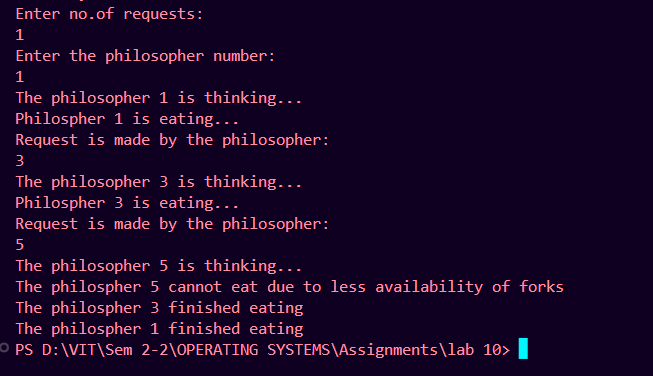 Enter no.of requests:
1
Enter the philosopher number:
1
The philosopher 1 is thinking...
Philospher 1 is eating...
Request is made by the philosopher:
3
The philosopher 3 is thinking...
Philospher 3 is eating...
Request is made by the philosopher:
5
The philosopher 5 is thinking...
The philosopher 5 cannot eat due to less availability of forks
The philospher 3 finished eating
The philospher 1 finished eating
PS D:\VIT\Sem 2-2\OPERATING SYSTEMS\Assignments\lab 10>